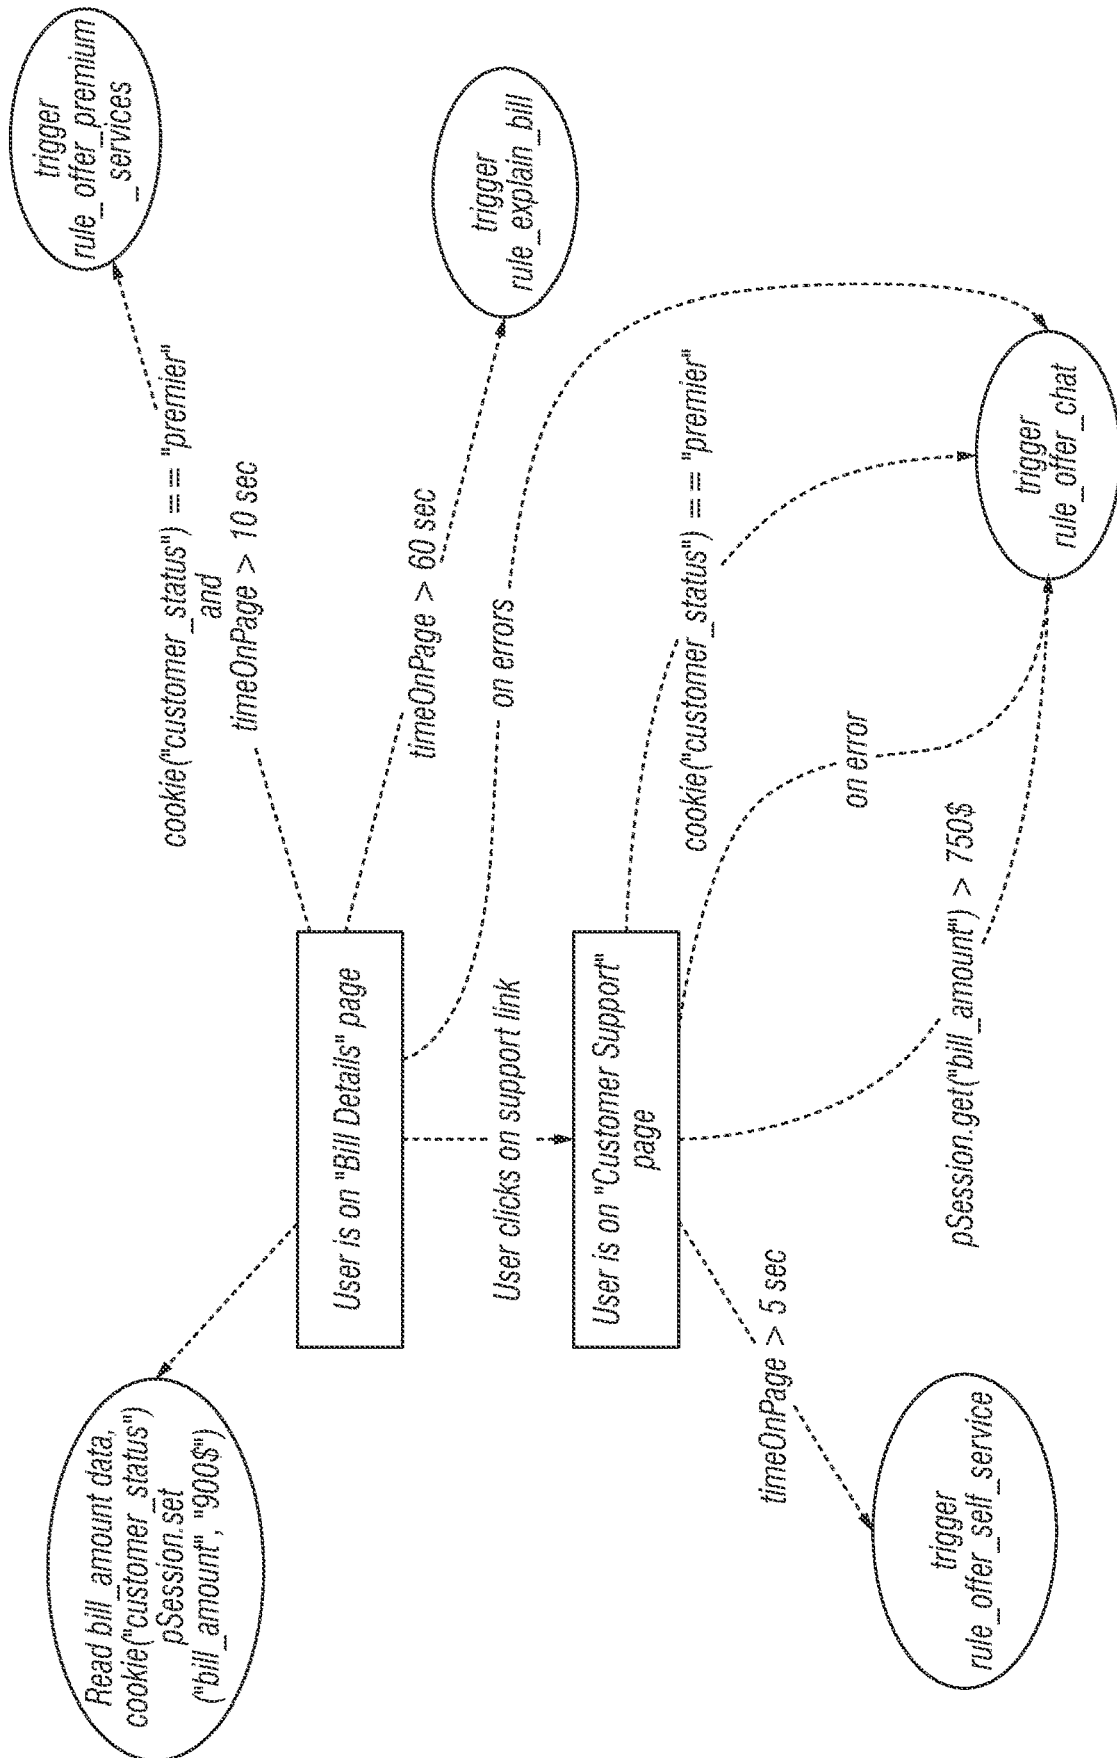 Read bill_amount data,
cookie("customer_status")
pSession.set
("bill_amount", "900$")
cookie("customer_status") == "premier"
and
timeOnPage > 10 sec
trigger
rule_offer_premium
_services
User is on "Bill Details" page
timeOnPage > 60 sec
trigger
rule_explain_bill
User clicks on support link
on errors
User is on "Customer Support"
page
cookie("customer_status") == "premier"
timeOnPage > 5 sec
on error
pSession.get("bill_amount") > 750$
trigger
rule_offer_self_service
trigger
rule_offer_chat